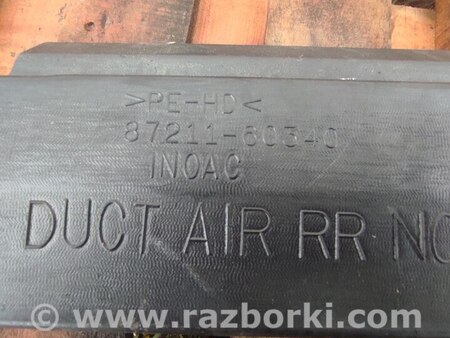 >PE-HD<
87211-60340
INOAC
DUCT AIR RR NO
© www.razborki.com